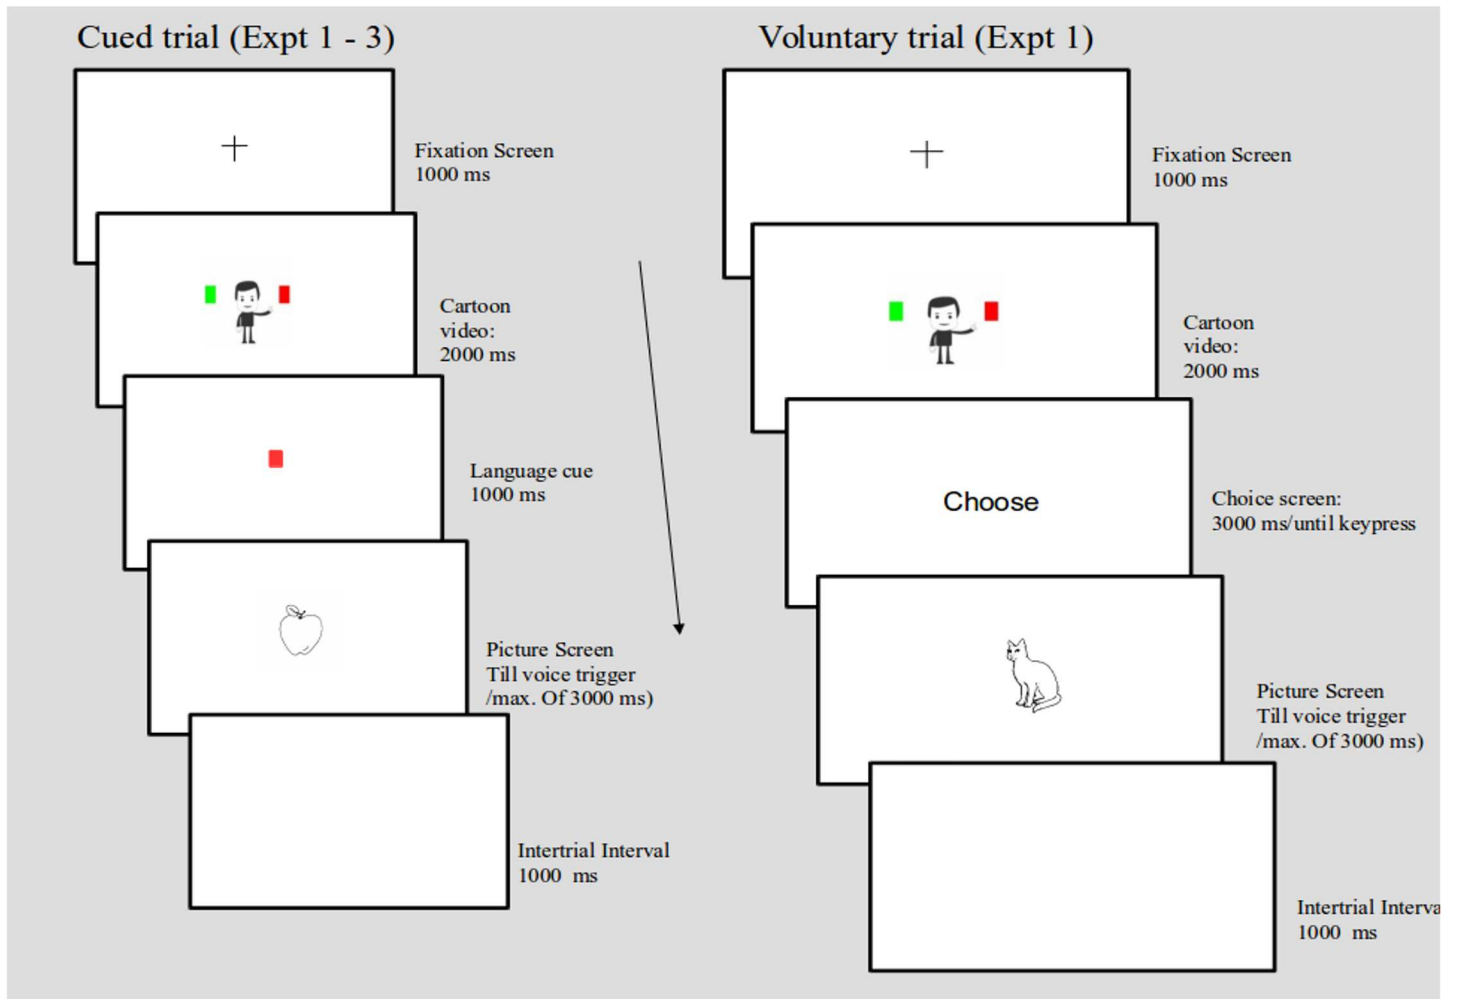 Cued trial (Expt 1 - 3)
Fixation Screen
1000 ms
Cartoon
video:
2000 ms
Language cue
1000 ms
Picture Screen
Till voice trigger
/max. Of 3000 ms)
Intertrial Interval
1000 ms
Voluntary trial (Expt 1)
Fixation Screen
1000 ms
Cartoon
video:
2000 ms
Choose
Choice screen:
3000 ms/until keypress
Picture Screen
Till voice trigger
/max. Of 3000 ms)
Intertrial Interva
1000 ms